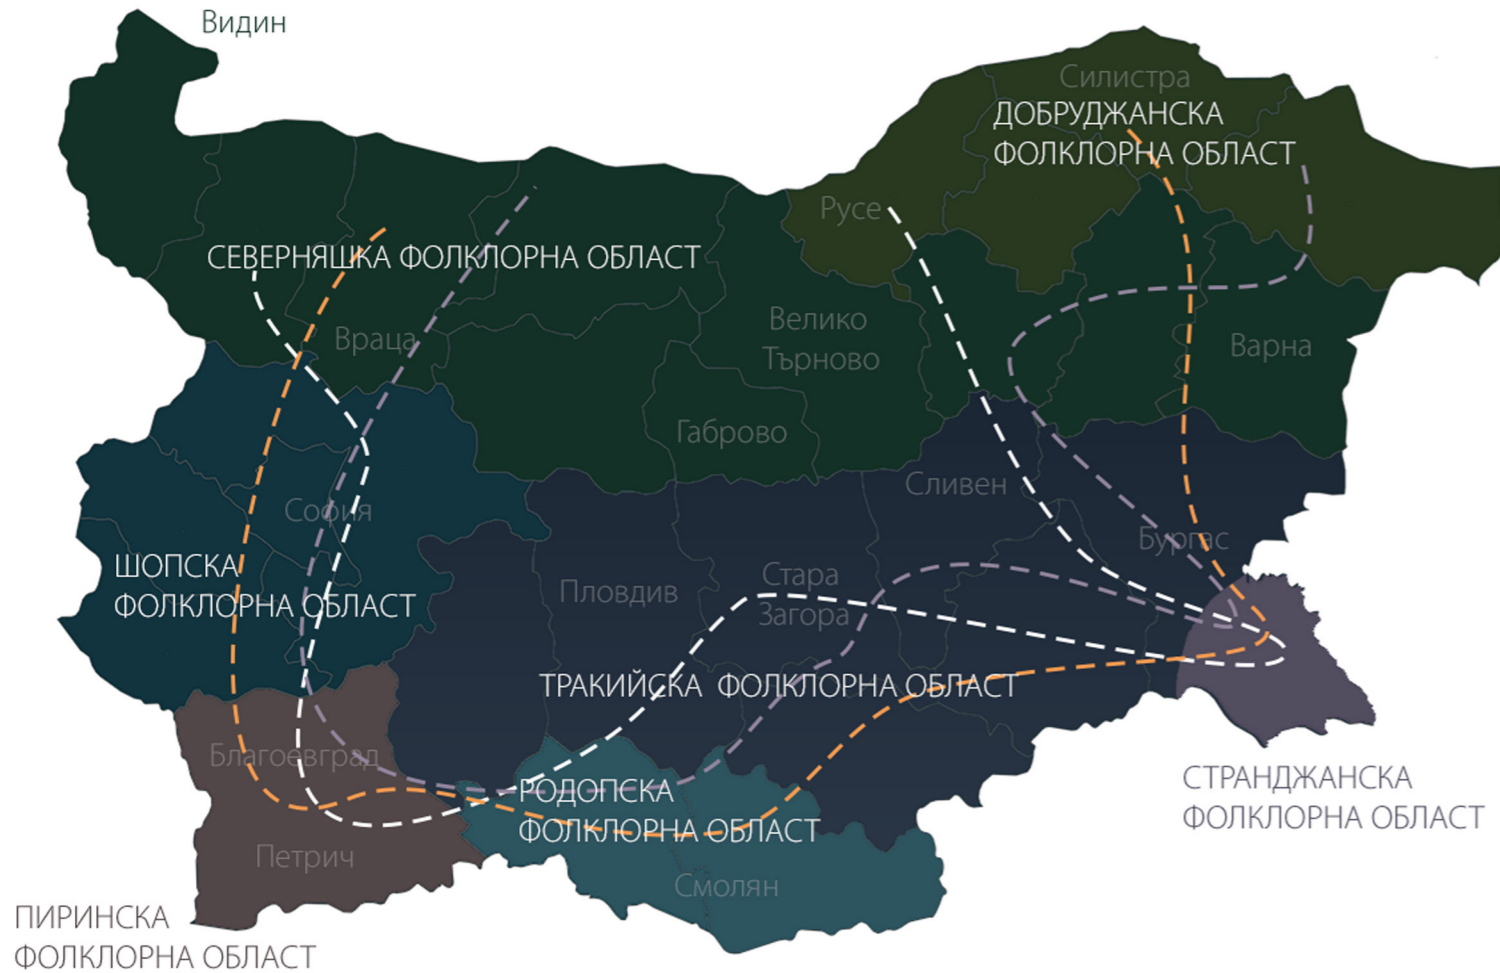 Видин
Силистра
ДОБРУДЖАНСКА
ФОЛКЛОРНА ОБЛАСТ
Русе
СЕВЕРНЯШКА ФОЛКЛОРНА ОБЛАСТ
Враца
Велико
Търново
Варна
Габрово
Сливен
София
Бургас
ШОПСКА
ФОЛКЛОРНА ОБЛАСТ
Пловдив
Стара
Загора
ТРАКИЙСКА ФОЛКЛОРНА ОБЛАСТ
Благоевград
РОДОПСКА
ФОЛКЛОРНА ОБЛАСТ
СТРАНДЖАНСКА
ФОЛКЛОРНА ОБЛАСТ
Петрич
Смолян
ПИРИНСКА
ФОЛКЛОРНА ОБЛАСТ